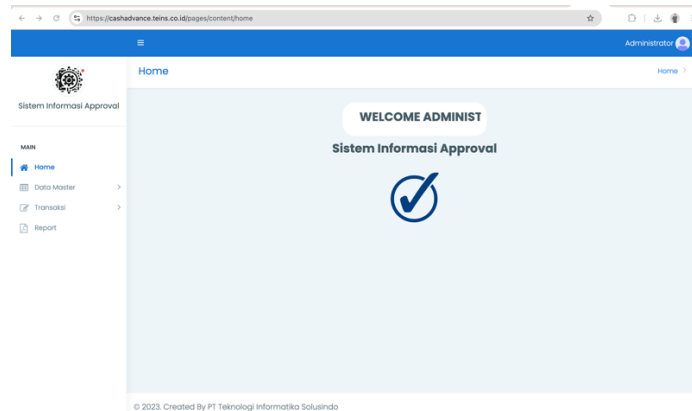 https://cashadvance.teins.co.id/pages/content/home
Administrator
Sistem Informasi Approval
MAIN
Home
Data Master
Transaksi
Report
Home
Home
WELCOME ADMINIST
Sistem Informasi Approval
© 2023. Created By PT Teknologi Informatika Solusindo